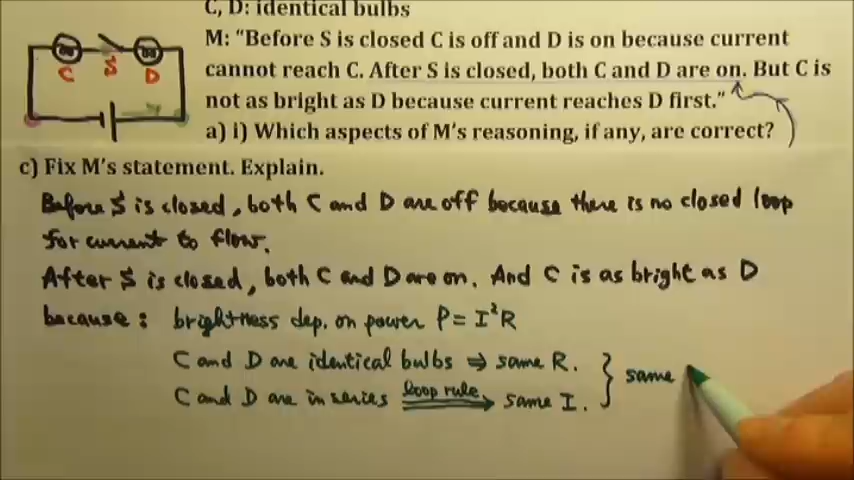 C, D: identical bulbs
M: "Before S is closed C is off and D is on because current
cannot reach C. After S is closed, both C and D are on. But C is
not as bright as D because current reaches D first."
a) i) Which aspects of M's reasoning, if any, are correct?
C S D
c) Fix M's statement. Explain.
Before S is closed, both C and D are off because there is no closed loop
for current to flow.
After S is closed, both C and D are on. And C is as bright as D
because: brightness dep. on power P = I²R
C and D are identical bulbs ⇒ same R.
C and D are in series loop rule ⇒ same I. } same